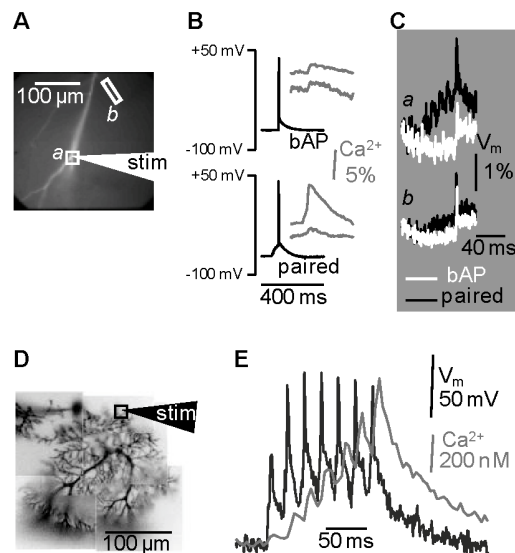 A
100 µm
b
a
stim
B
+50 mV
-100 mV
bAP
Ca2+
5%
+50 mV
-100 mV
paired
400 ms
C
a
Vm
1%
b
40 ms
bAP
paired
D
stim
100 µm
E
Vm
50 mV
Ca2+
200 nM
50 ms